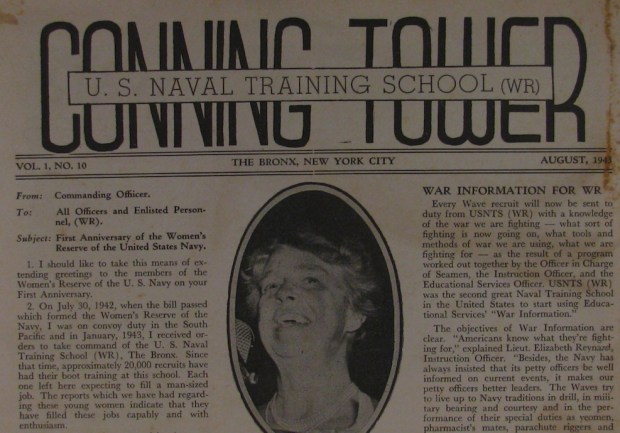 CONNING TOWER
U. S. NAVAL TRAINING SCHOOL (WR)
VOL. 1, NO. 10
THE BRONX, NEW YORK CITY
AUGUST,
From: Commanding Officer.
To: All Officers and Enlisted Person-
nel, (WR).
Subject: First Anniversary of the Women's
Reserve of the United States Navy.
1. I should like to take this means of ex-
tending greetings to the members of the
Women's Reserve of the U. S. Navy on your
First Anniversary.
2. On July 30, 1942, when the bill passed
which formed the Women's Reserve of the
Navy, I was on convoy duty in the South
Pacific and in January, 1943, I received or-
ders to take command of the U. S. Naval
Training School (WR), The Bronx. Since
that time, approximately 20,000 recruits have
had their boot training at this school. Each
one left here expecting to fill a man-sized
job. The reports which we have had regard-
ing these young women indicate that they
have filled these jobs capably and with
enthusiasm.
WAR INFORMATION FOR WR
Every Wave recruit will now be sent to
duty from USNTS (WR) with a knowledge
of the war we are fighting — what sort of
fighting is now going on, what tools and
methods of war we are using, what we are
fighting for — as the result of a program
worked out together by the Officer in Charge
of Seamen, the Instruction Officer, and the
Educational Services Officer. USNTS (WR)
was the second great Naval Training School
in the United States to start using Educa-
tional Services' "War Information."
The objectives of War Information are
clear. "Americans know what they're fight-
ing for," explained Lieut. Elizabeth Reynard,
Instruction Officer. "Besides, the Navy has
always insisted that its petty officers be well
informed on current events, it makes our
petty officers better leaders. The Waves try
to live up to Navy traditions in drill, in mili-
tary bearing and courtesy and in the per-
formance of their special duties as yeomen,
pharmacist's mates, parachute riggers and